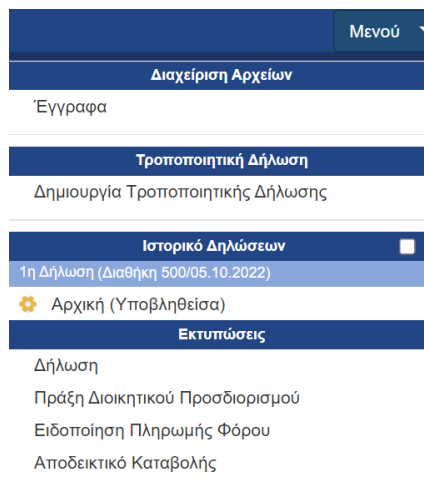 Μενού
Διαχείριση Αρχείων
Έγγραφα
Τροποποιητική Δήλωση
Δημιουργία Τροποποιητικής Δήλωσης
Ιστορικό Δηλώσεων
1η Δήλωση (Διαθήκη 500/05.10.2022)
Αρχική (Υποβληθείσα)
Εκτυπώσεις
Δήλωση
Πράξη Διοικητικού Προσδιορισμού
Ειδοποίηση Πληρωμής Φόρου
Αποδεικτικό Καταβολής